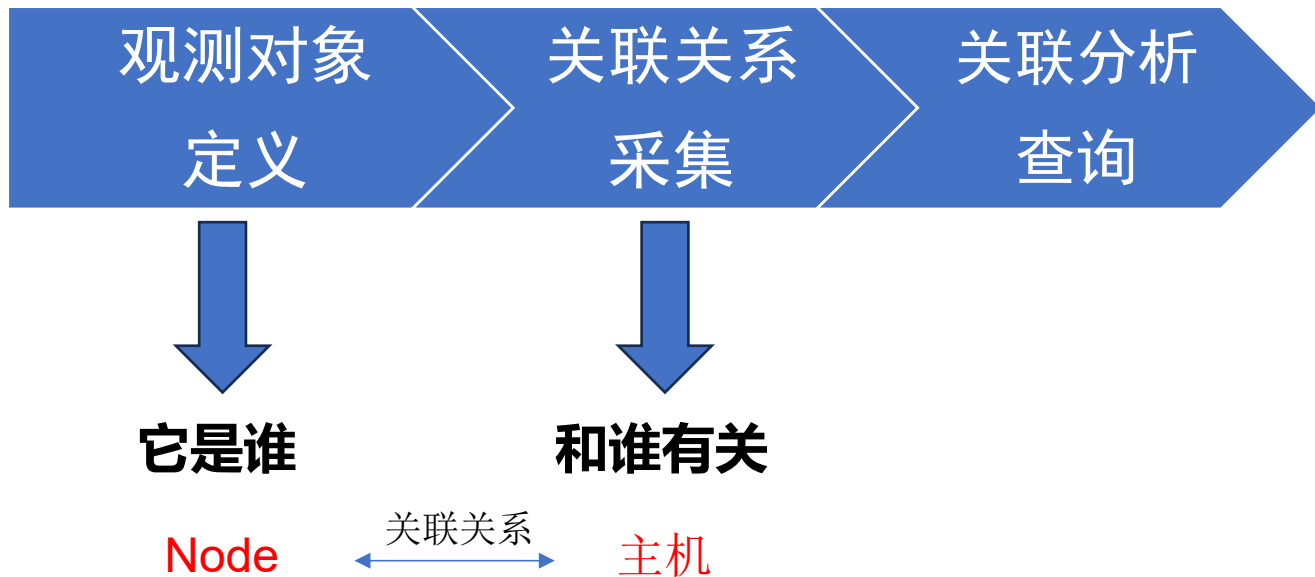 观测对象
定义
关联关系
采集
关联分析
查询
它是谁
和谁有关
Node
关联关系
主机